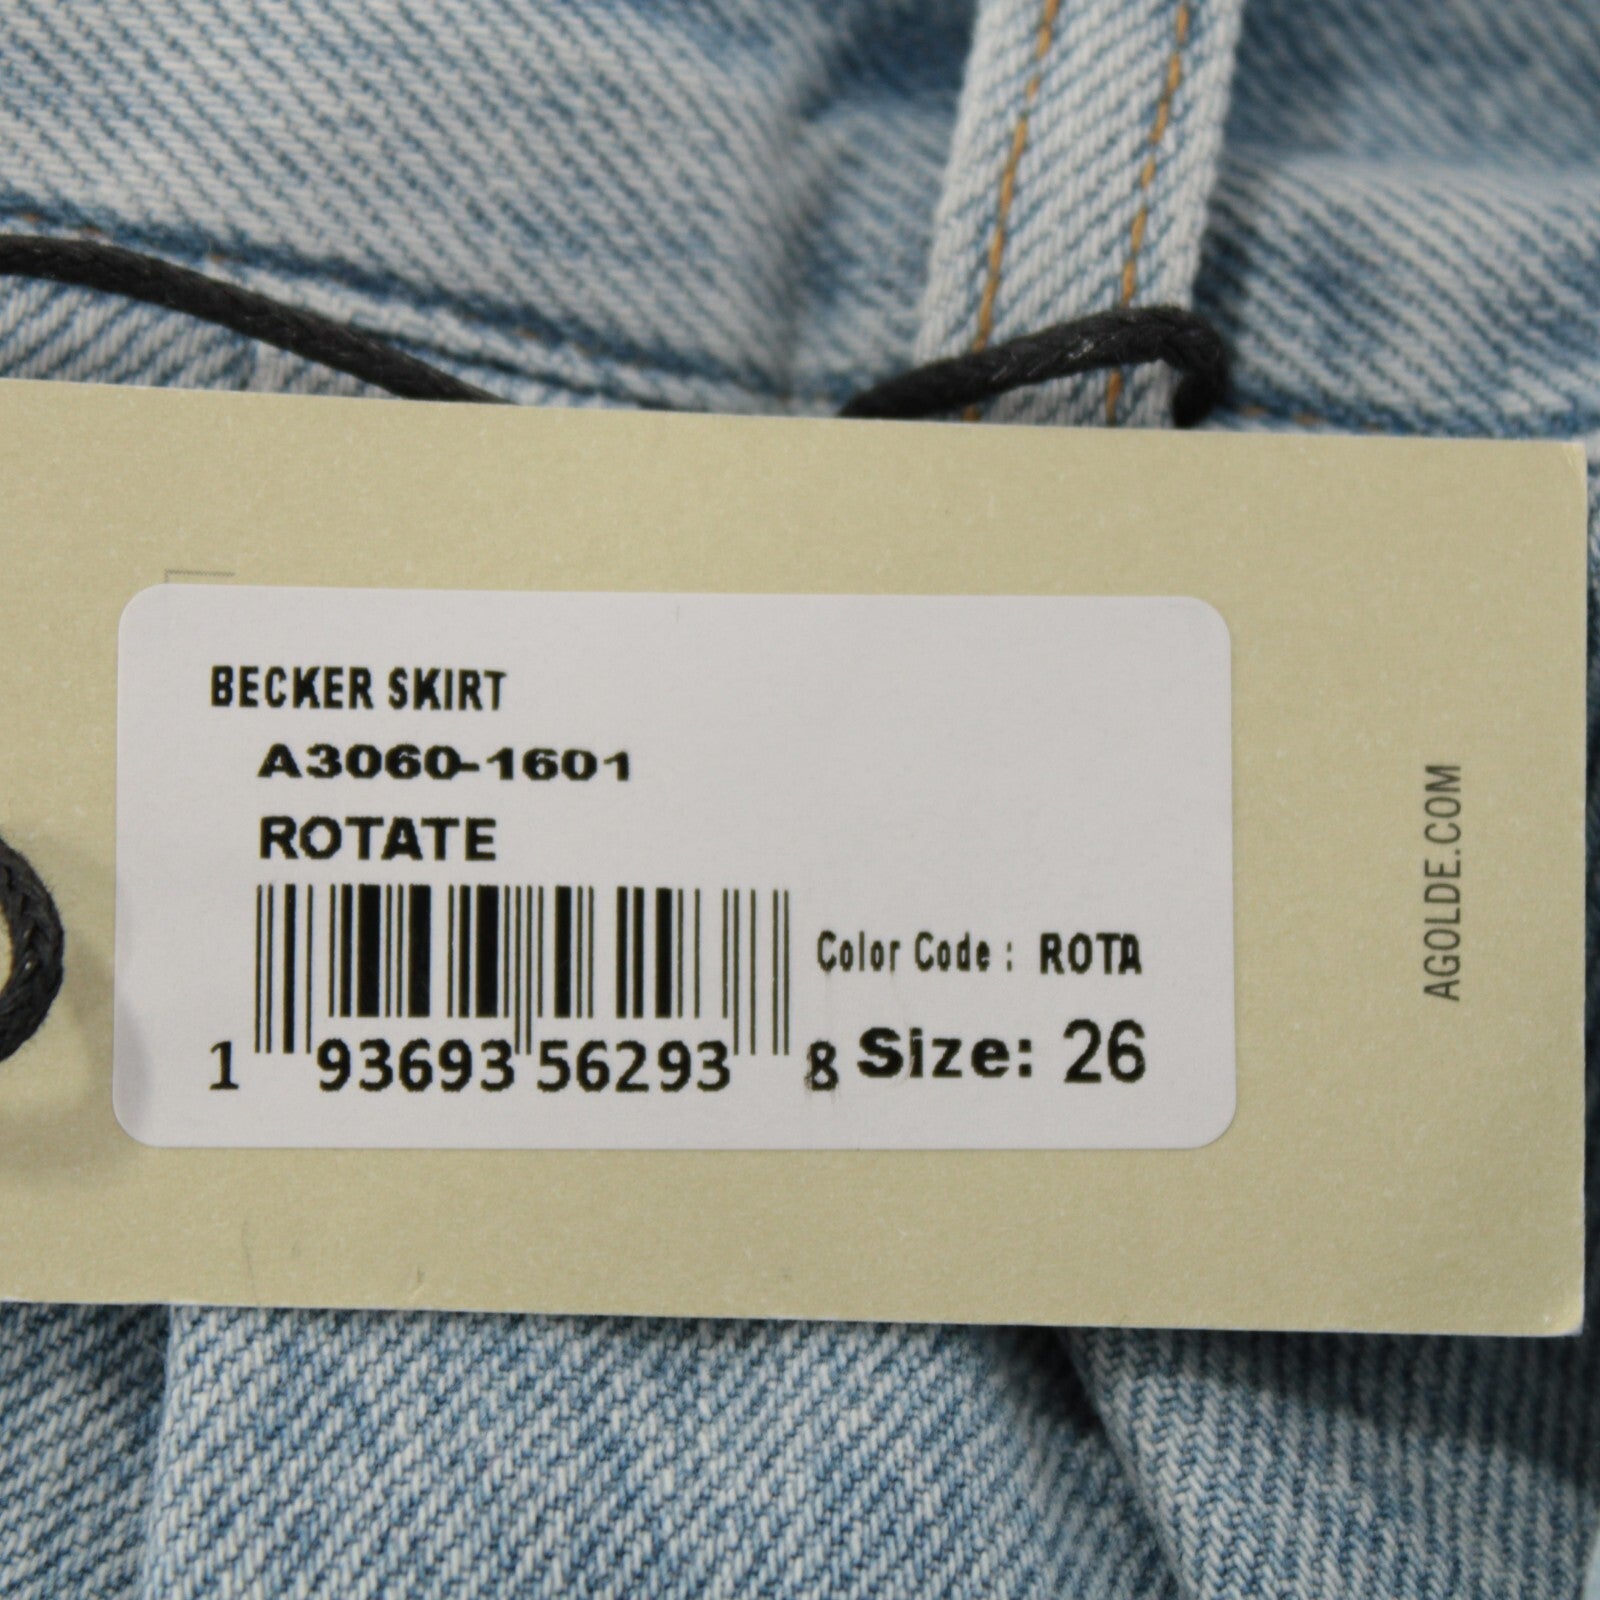 BECKER SKIRT
A3060-1601
ROTATE
Color Code : ROTA
1 93693 56293 8
Size: 26
AGOLDE.COM